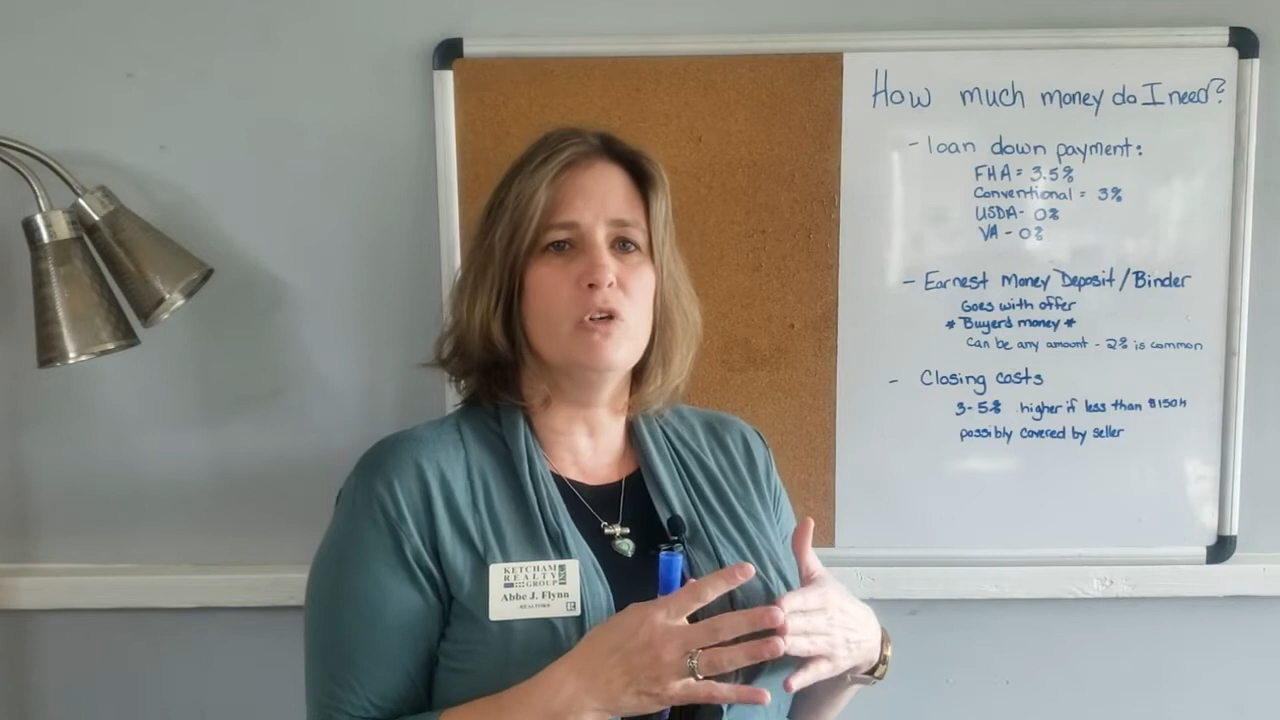 How much money do I need?
- loan down payment:
FHA = 3.5%
Conventional = 3%
USDA - 0%
VA - 0%
- Earnest Money Deposit/Binder
Goes with offer
* Buyers money *
Can be any amount - 2% is common
- Closing costs
3-5% higher if less than $150K
possibly covered by seller
KETCHAM
REALTY
GROUP INC.
Abbe J. Flynn
REALTOR®